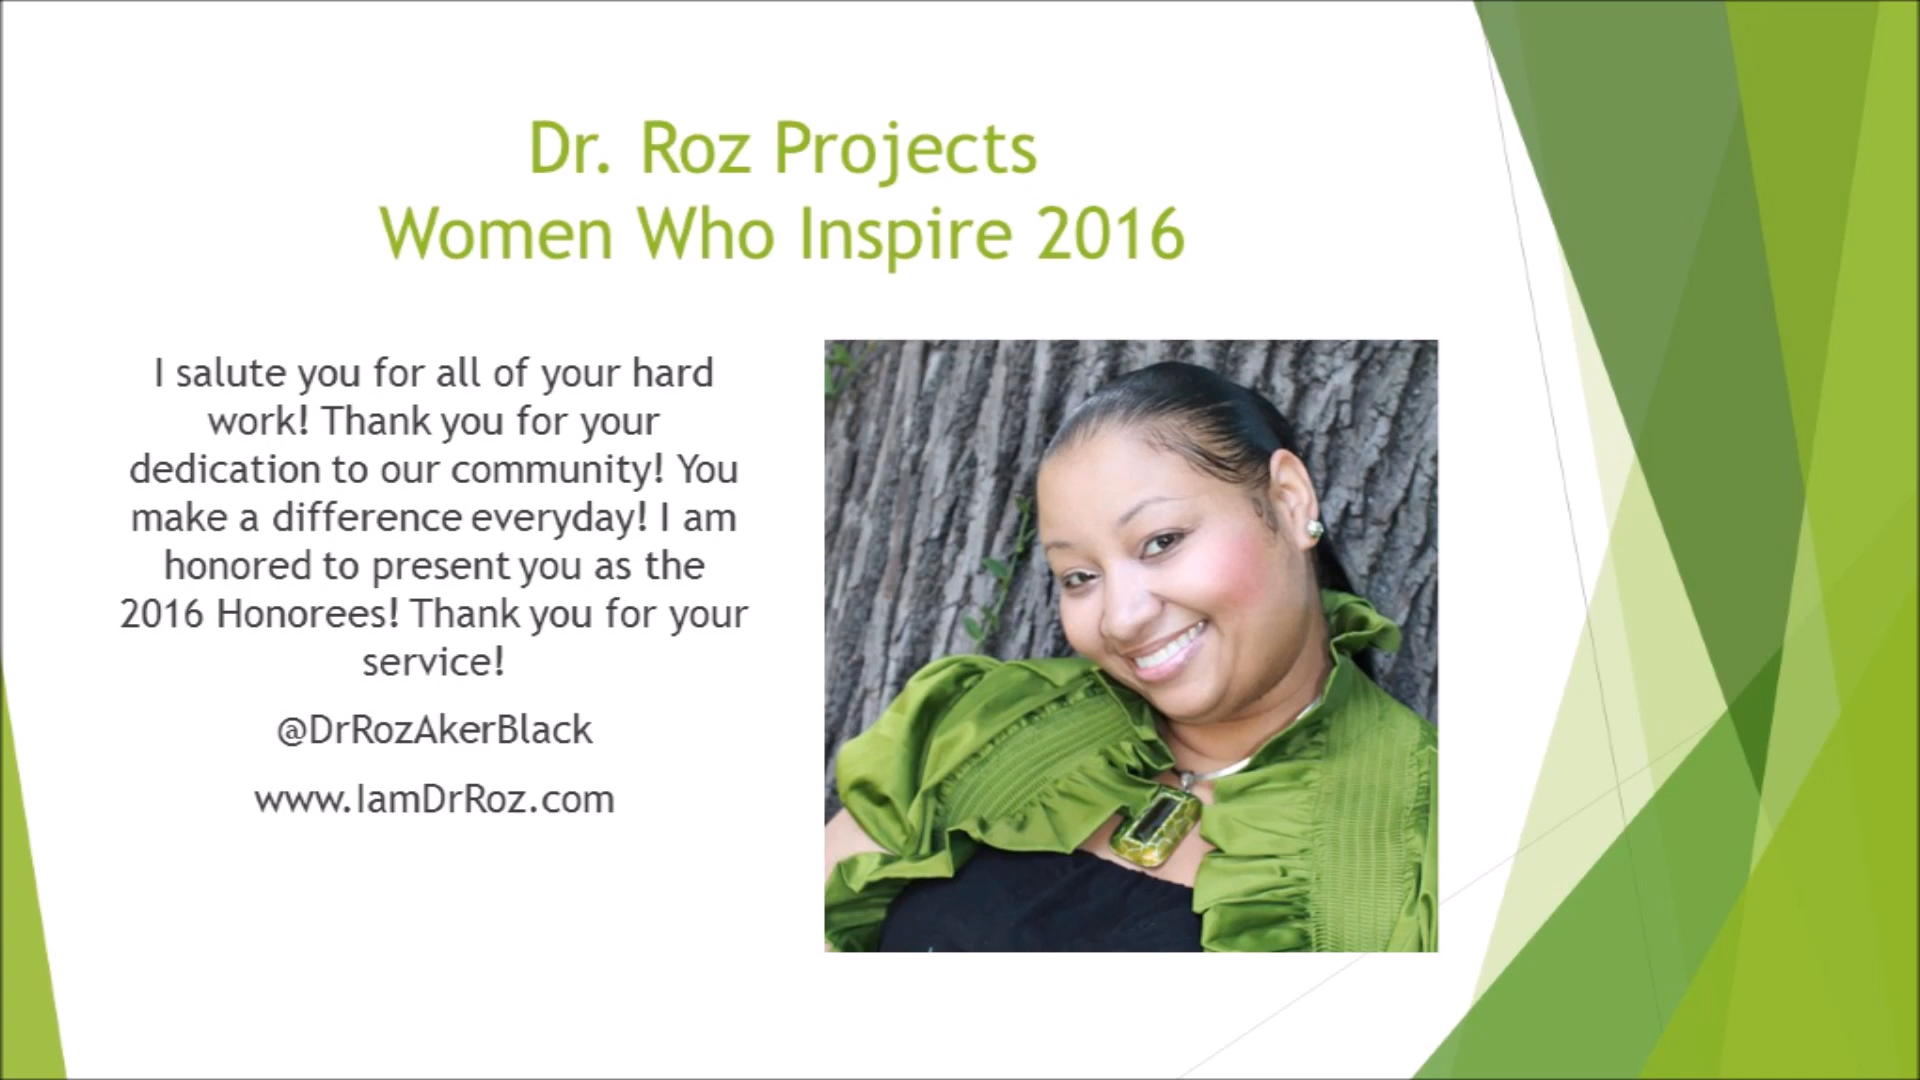 Dr. Roz Projects
Women Who Inspire 2016
I salute you for all of your hard
work! Thank you for your
dedication to our community! You
make a difference everyday! I am
honored to present you as the
2016 Honorees! Thank you for your
service!
@DrRozAkerBlack
www.IamDrRoz.com